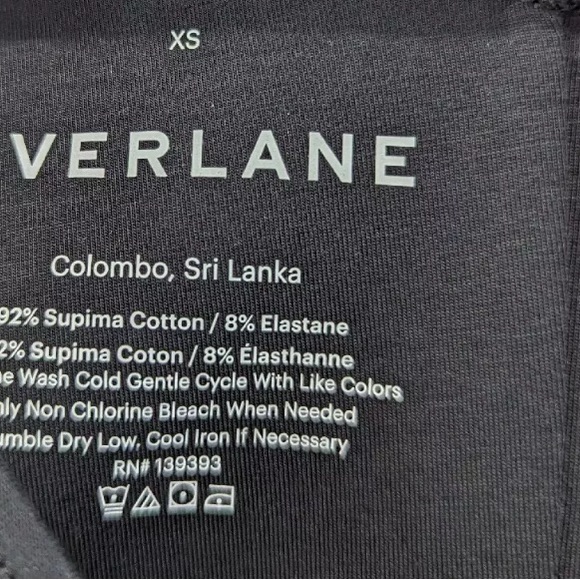 XS
VERLANE
Colombo, Sri Lanka
92% Supima Cotton / 8% Elastane
2% Supima Coton / 8% Élasthanne
e Wash Cold Gentle Cycle With Like Colors
ly Non Chlorine Bleach When Needed
umble Dry Low. Cool Iron If Necessary
RN# 139393